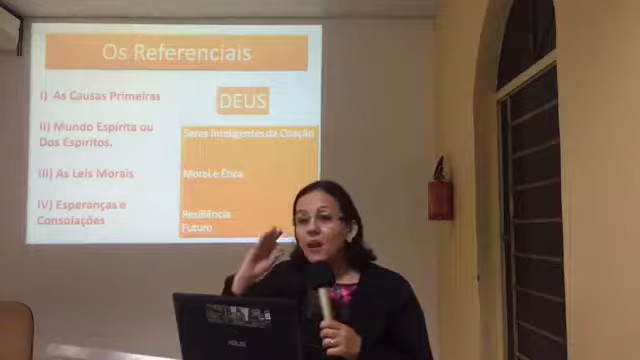 Os Referenciais
I) As Causas Primeiras
DEUS
II) Mundo Espírita ou
Dos Espíritos.
Seres Inteligentes da Criação
III) As Leis Morais
Moral e Ética
IV) Esperanças e
Consolações
Resiliência
Futuro
ASUS